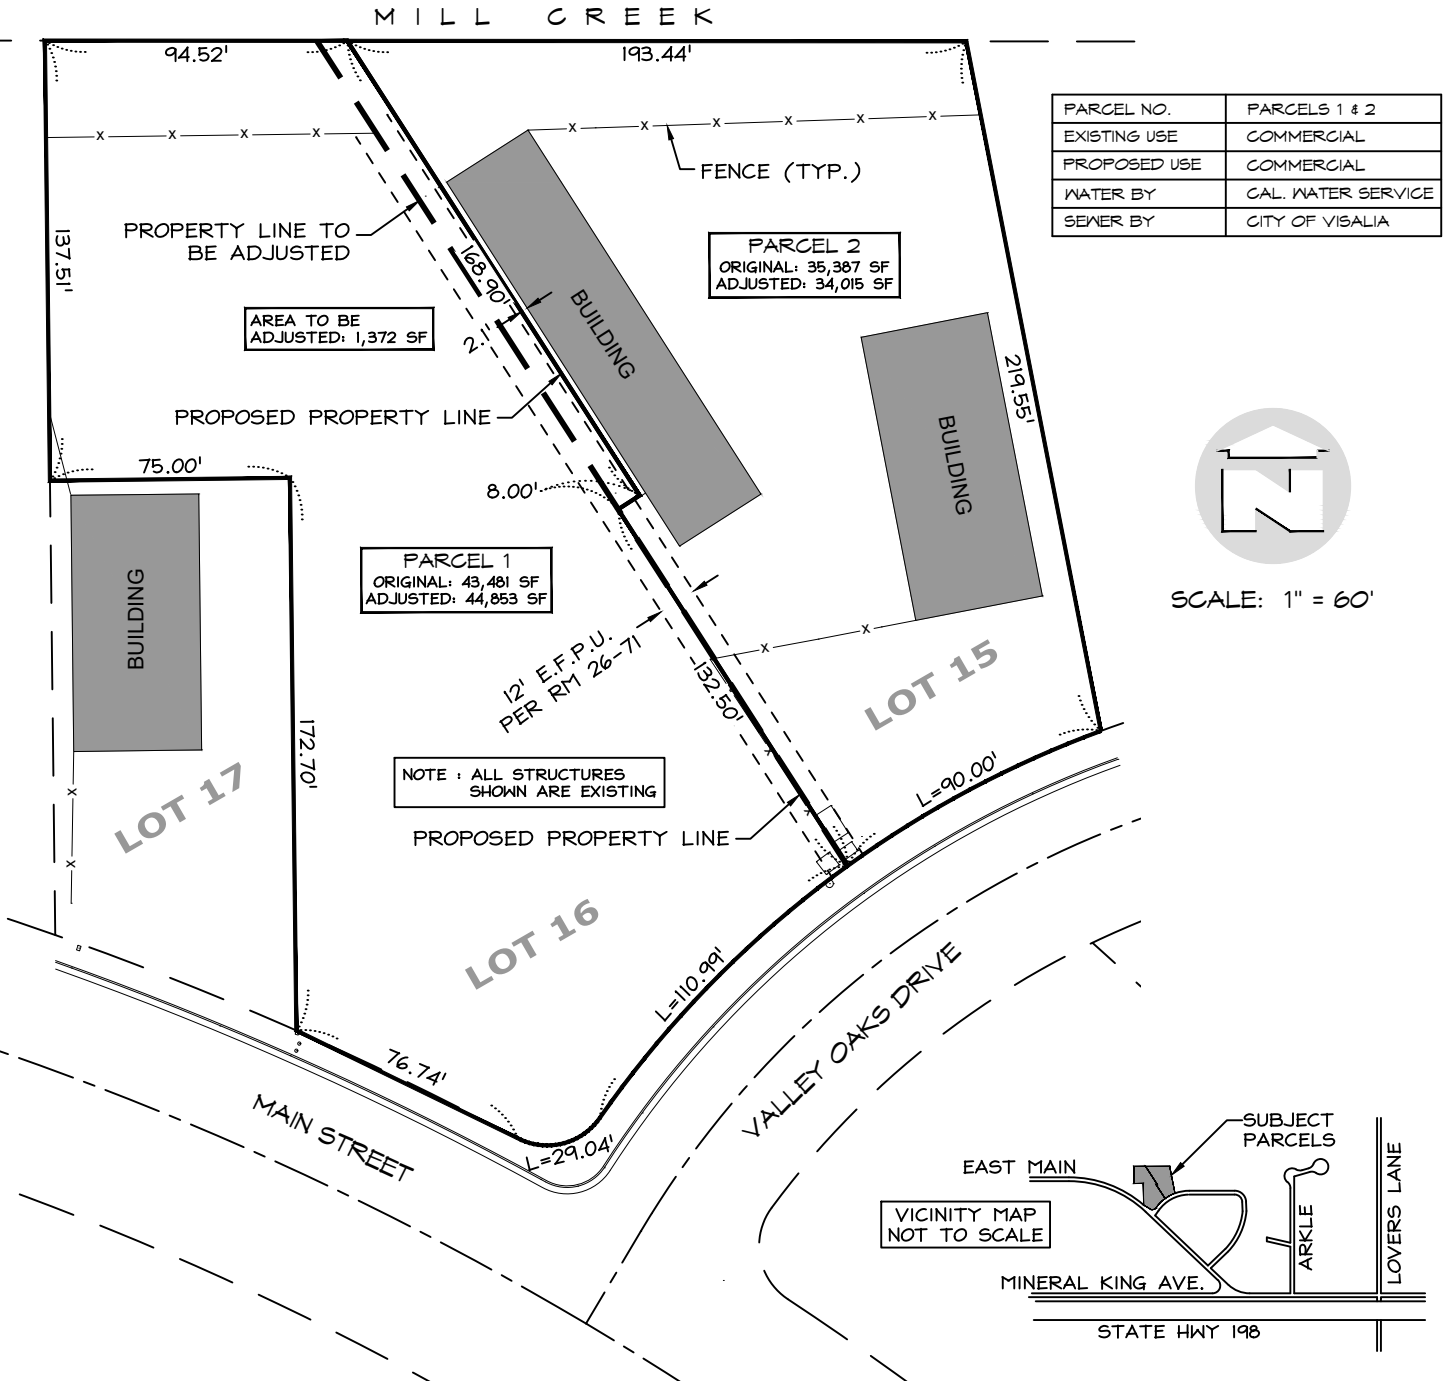 MILL CREEK
94.52'
193.44'
PARCEL NO. PARCELS 1 & 2
EXISTING USE COMMERCIAL
PROPOSED USE COMMERCIAL
WATER BY CAL. WATER SERVICE
SEWER BY CITY OF VISALIA
X X X X
X X X X X X
FENCE (TYP.)
PROPERTY LINE TO
BE ADJUSTED
137.51'
168.90'
PARCEL 2
ORIGINAL: 35,387 SF
ADJUSTED: 34,015 SF
AREA TO BE
ADJUSTED: 1,372 SF
2'
BUILDING
219.55'
PROPOSED PROPERTY LINE
75.00'
8.00'
BUILDING
N
SCALE: 1" = 60'
PARCEL 1
ORIGINAL: 43,481 SF
ADJUSTED: 44,853 SF
BUILDING
12' E.F.P.U.
PER RM 26-71
X X
132.50'
LOT 15
172.70'
NOTE : ALL STRUCTURES
SHOWN ARE EXISTING
X
X
LOT 17
X
X
PROPOSED PROPERTY LINE
L=90.00'
LOT 16
L=110.99'
76.74'
L=29.04'
MAIN STREET
VALLEY OAKS DRIVE
SUBJECT
PARCELS
EAST MAIN
VICINITY MAP
NOT TO SCALE
ARKLE
LOVERS LANE
MINERAL KING AVE.
STATE HWY 198